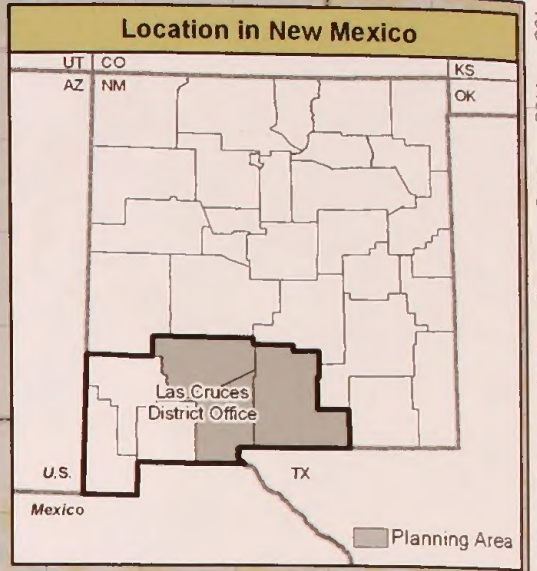 Location in New Mexico
UT CO
KS
AZ NM
OK
Las Cruces
District Office
U.S.
TX
Mexico
Planning Area